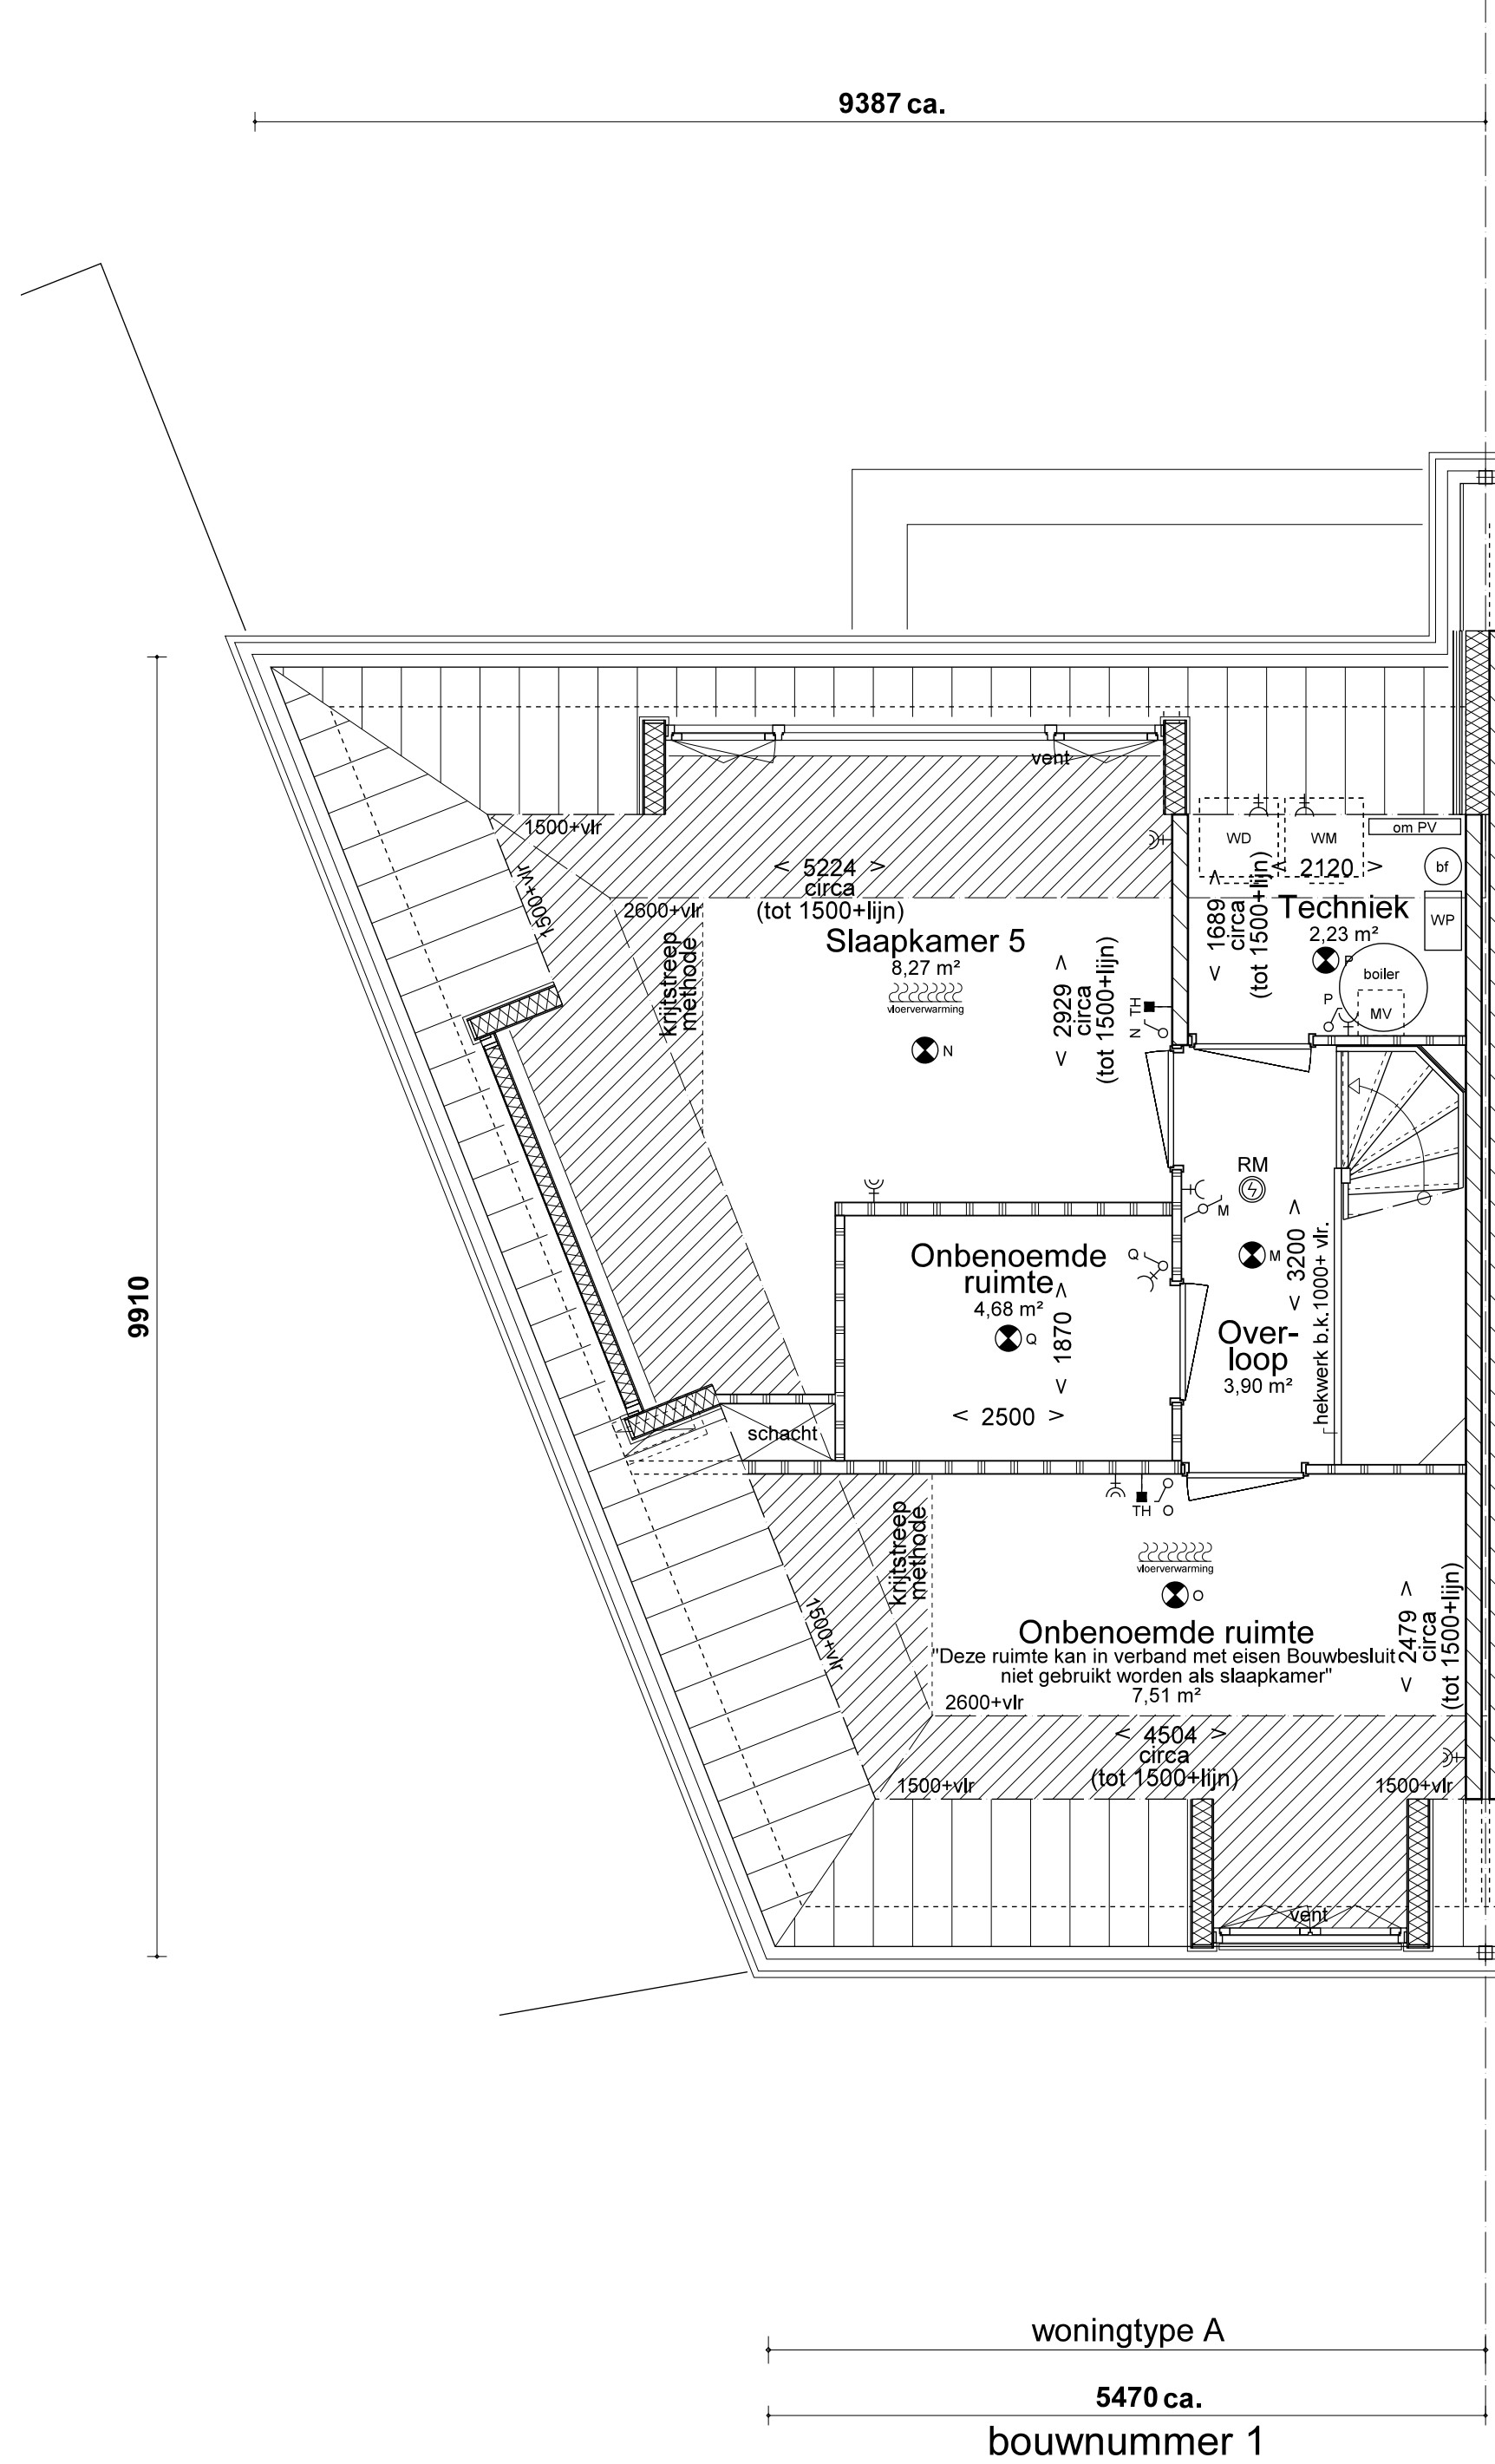 9387 ca.
9910
vent
1500+vlr
1500+vlr
< 5224 >
circa
(tot 1500+lijn)
2600+vlr
krijtstreep
methode
Slaapkamer 5
8,27 m²
vloerverwarming
N
< 2929 >
circa
(tot 1500+lijn)
N TH
WD
WM
om PV
bf
WP
< 2120 >
< 1689 >
circa
(tot 1500+lijn)
Techniek
2,23 m²
P
boiler
MV
P
RM
M
M
< 3200 >
hekwerk b.k.1000+ vlr.
Over-
loop
3,90 m²
Onbenoemde
ruimte
4,68 m²
Q
Q
< 1870 >
< 2500 >
schacht
TH O
krijtstreep
methode
vloerverwarming
O
1500+vlr
Onbenoemde ruimte
"Deze ruimte kan in verband met eisen Bouwbesluit
niet gebruikt worden als slaapkamer"
7,51 m²
< 2479 >
circa
(tot 1500+lijn)
2600+vlr
< 4504 >
circa
(tot 1500+lijn)
1500+vlr
1500+vlr
vent
woningtype A
5470 ca.
bouwnummer 1